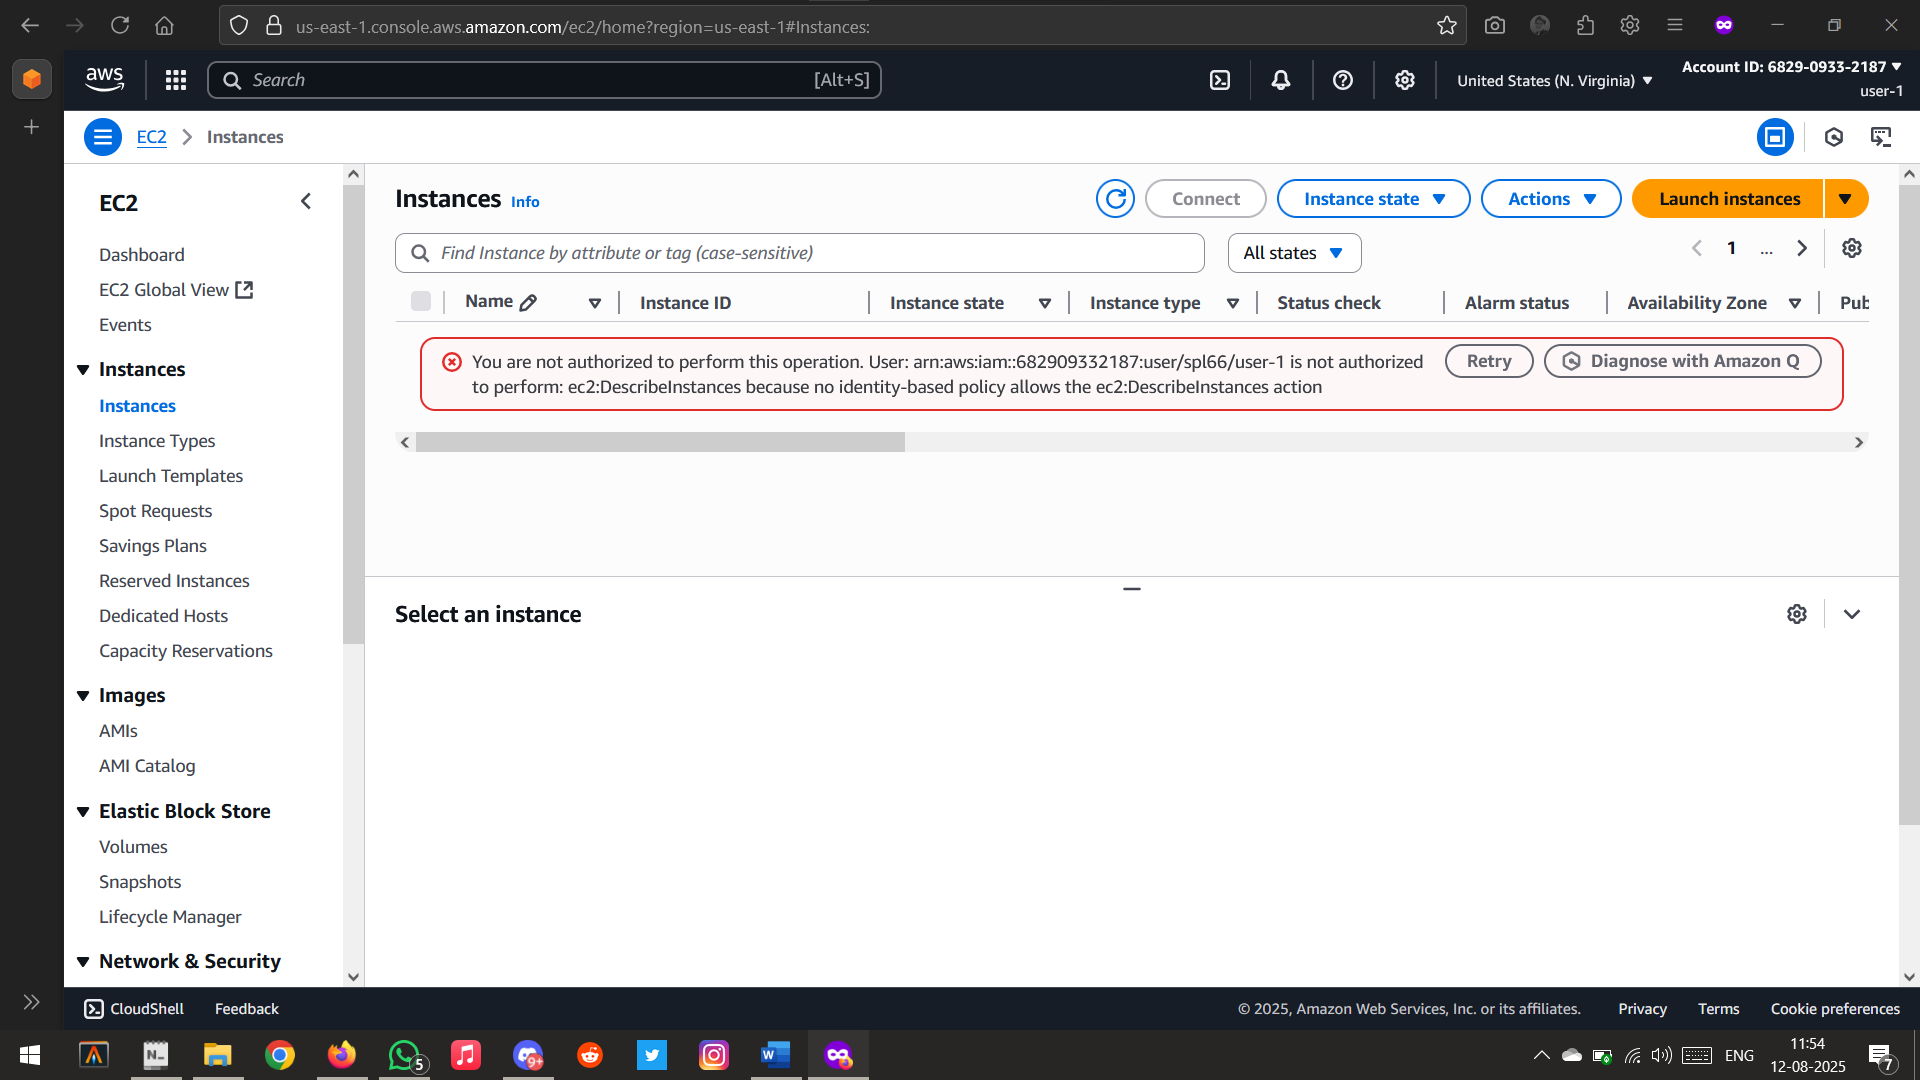 us-east-1.console.aws.amazon.com/ec2/home?region=us-east-1#Instances:
aws
Search
[Alt+S]
United States (N. Virginia)
Account ID: 6829-0933-2187
user-1
EC2
Instances
EC2
Dashboard
EC2 Global View
Events
Instances
Instances
Instance Types
Launch Templates
Spot Requests
Savings Plans
Reserved Instances
Dedicated Hosts
Capacity Reservations
Images
AMIs
AMI Catalog
Elastic Block Store
Volumes
Snapshots
Lifecycle Manager
Network & Security
Instances Info
Connect
Instance state
Actions
Launch instances
Find Instance by attribute or tag (case-sensitive)
All states
1
...
Name
Instance ID
Instance state
Instance type
Status check
Alarm status
Availability Zone
Pub
You are not authorized to perform this operation. User: arn:aws:iam::682909332187:user/spl66/user-1 is not authorized
to perform: ec2:DescribeInstances because no identity-based policy allows the ec2:DescribeInstances action
Retry
Diagnose with Amazon Q
Select an instance
CloudShell
Feedback
© 2025, Amazon Web Services, Inc. or its affiliates.
Privacy
Terms
Cookie preferences
N_
5
9+
W
ENG
11:54
12-08-2025
7